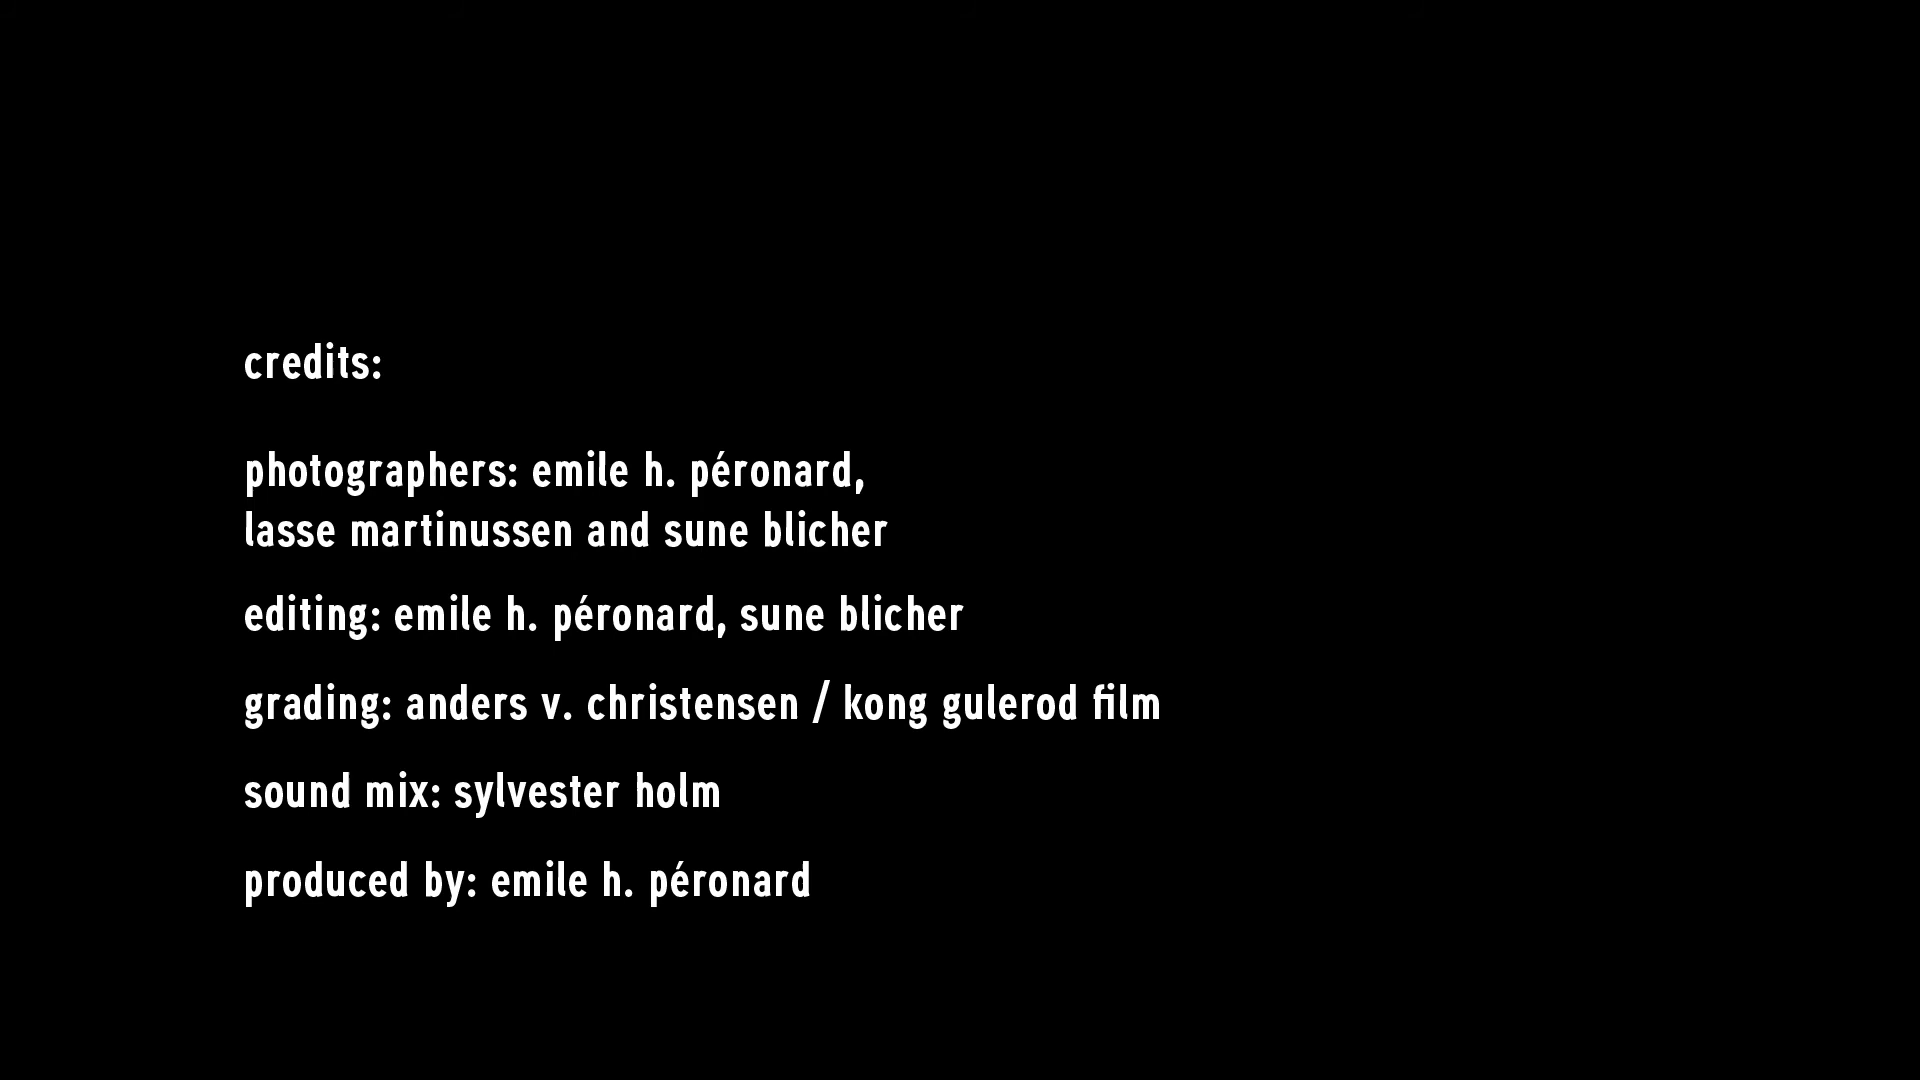 credits:
photographers: emile h. péronard,
lasse martinussen and sune blicher
editing: emile h. péronard, sune blicher
grading: anders v. christensen / kong gulerod film
sound mix: sylvester holm
produced by: emile h. péronard